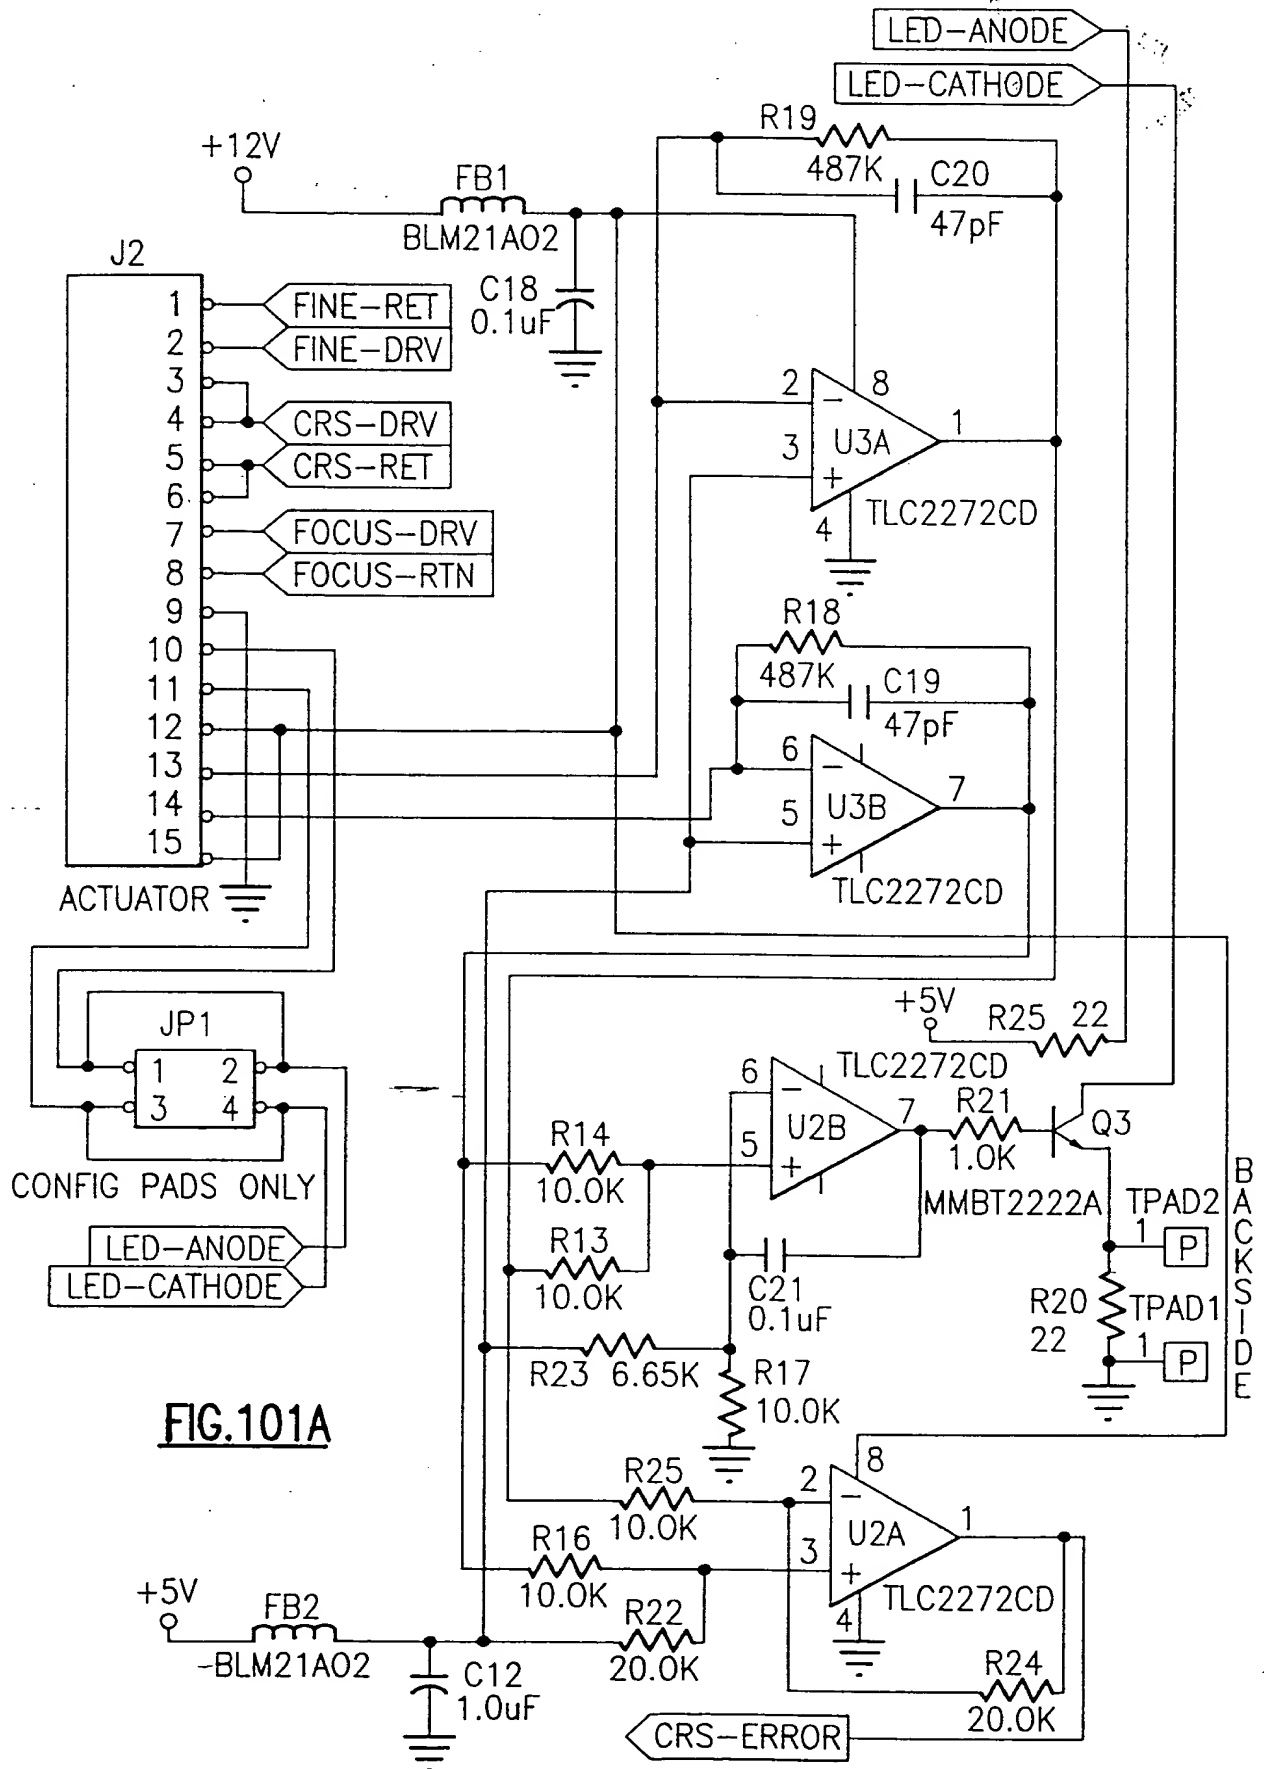 LED-ANODE
LED-CATHODE
R19
487K
C20
47pF
+12V
FB1
BLM21A02
C18
0.1uF
J2
1
FINE-RET
2
FINE-DRV
3
4
CRS-DRV
5
CRS-RET
6
7
FOCUS-DRV
8
FOCUS-RTN
9
10
11
12
13
14
15
ACTUATOR
2
-
8
U3A
1
3
+
4
TLC2272CD
R18
487K
C19
47pF
6
-
U3B
7
5
+
TLC2272CD
JP1
1
2
3
4
CONFIG PADS ONLY
LED-ANODE
LED-CATHODE
+5V
R25
22
TLC2272CD
6
-
U2B
7
5
+
R21
1.0K
Q3
MMBT2222A
R14
10.0K
R13
10.0K
C21
0.1uF
TPAD2
1
P
R20
22
TPAD1
1
P
BACKSIDE
R23
6.65K
R17
10.0K
FIG.101A
R25
10.0K
2
-
8
U2A
1
3
+
4
TLC2272CD
R16
10.0K
R22
20.0K
+5V
FB2
-BLM21A02
C12
1.0uF
R24
20.0K
CRS-ERROR